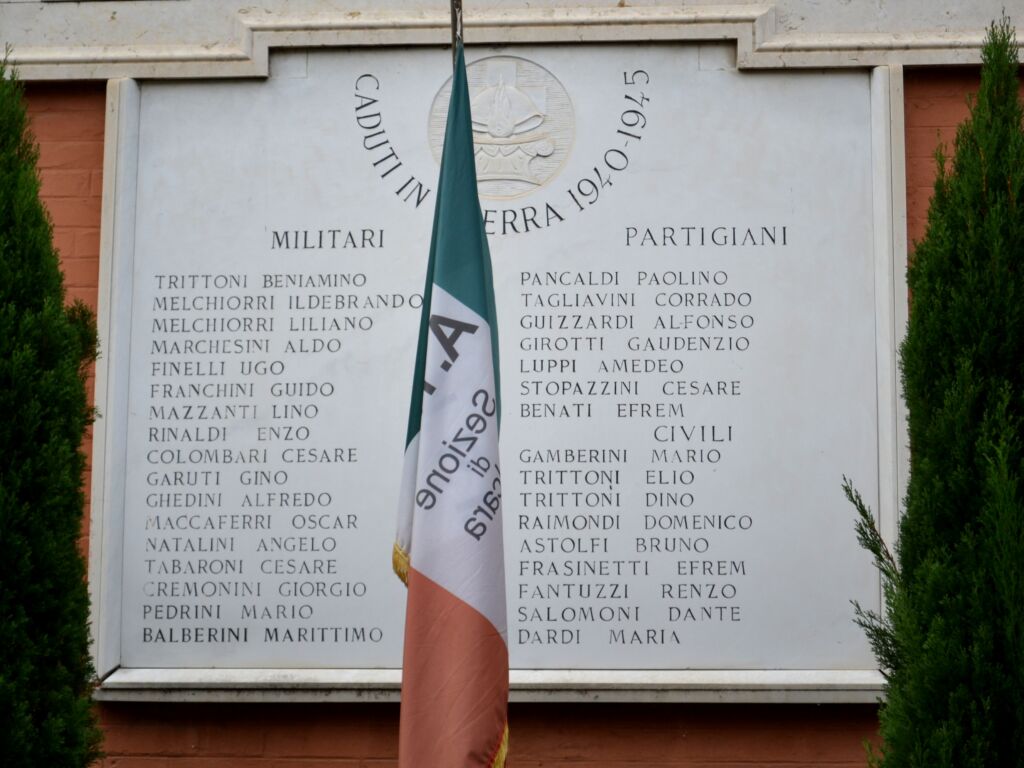 CADUTI IN ERRA 1940-1945
MILITARI
TRITTONI BENIAMINO
MELCHIORRI ILDEBRANDO
MELCHIORRI LILIANO
MARCHESINI ALDO
FINELLI UGO
FRANCHINI GUIDO
MAZZANTI LINO
RINALDI ENZO
COLOMBARI CESARE
GARUTI GINO
GHEDINI ALFREDO
MACCAFERRI OSCAR
NATALINI ANGELO
TABARONI CESARE
CREMONINI GIORGIO
PEDRINI MARIO
BALBERINI MARITTIMO
PARTIGIANI
PANCALDI PAOLINO
TAGLIAVINI CORRADO
GUIZZARDI ALFONSO
GIROTTI GAUDENZIO
LUPPI AMEDEO
STOPAZZINI CESARE
BENATI EFREM
CIVILI
GAMBERINI MARIO
TRITTONI ELIO
TRITTONI DINO
RAIMONDI DOMENICO
ASTOLFI BRUNO
FRASINETTI EFREM
FANTUZZI RENZO
SALOMONI DANTE
DARDI MARIA
Sezione
di